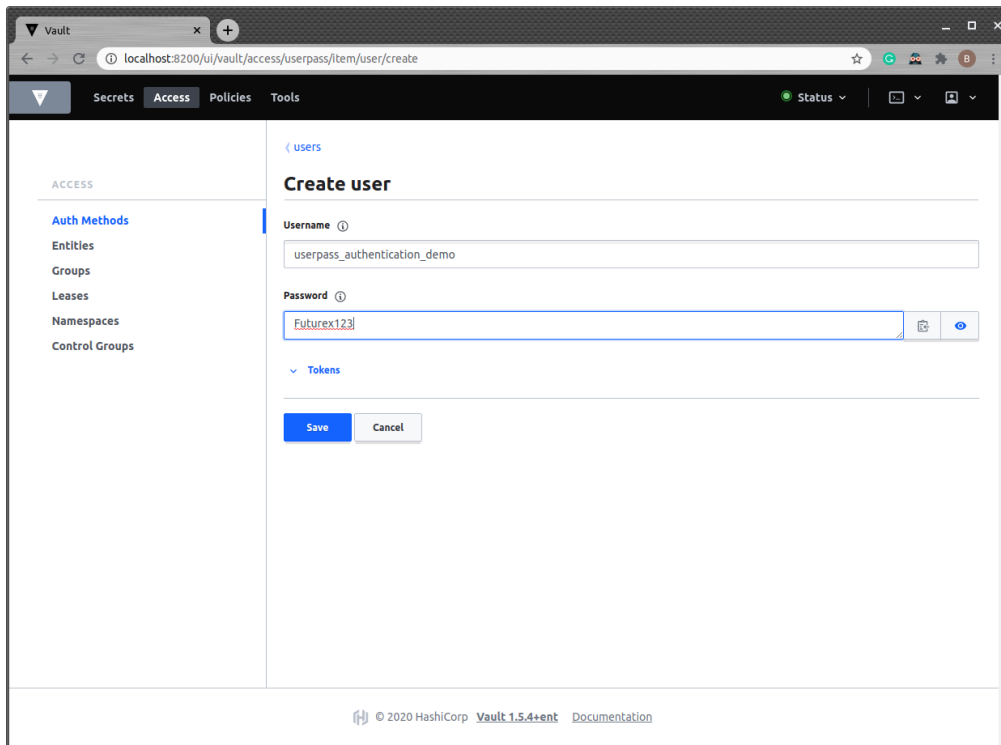 Vault
localhost:8200/ui/vault/access/userpass/item/user/create
G
B
Secrets Access Policies Tools Status
users
Create user
ACCESS
Auth Methods
Entities
Groups
Leases
Namespaces
Control Groups
Username
userpass_authentication_demo
Password
Futurex123
Tokens
Save Cancel
© 2020 HashiCorp Vault 1.5.4+ent Documentation